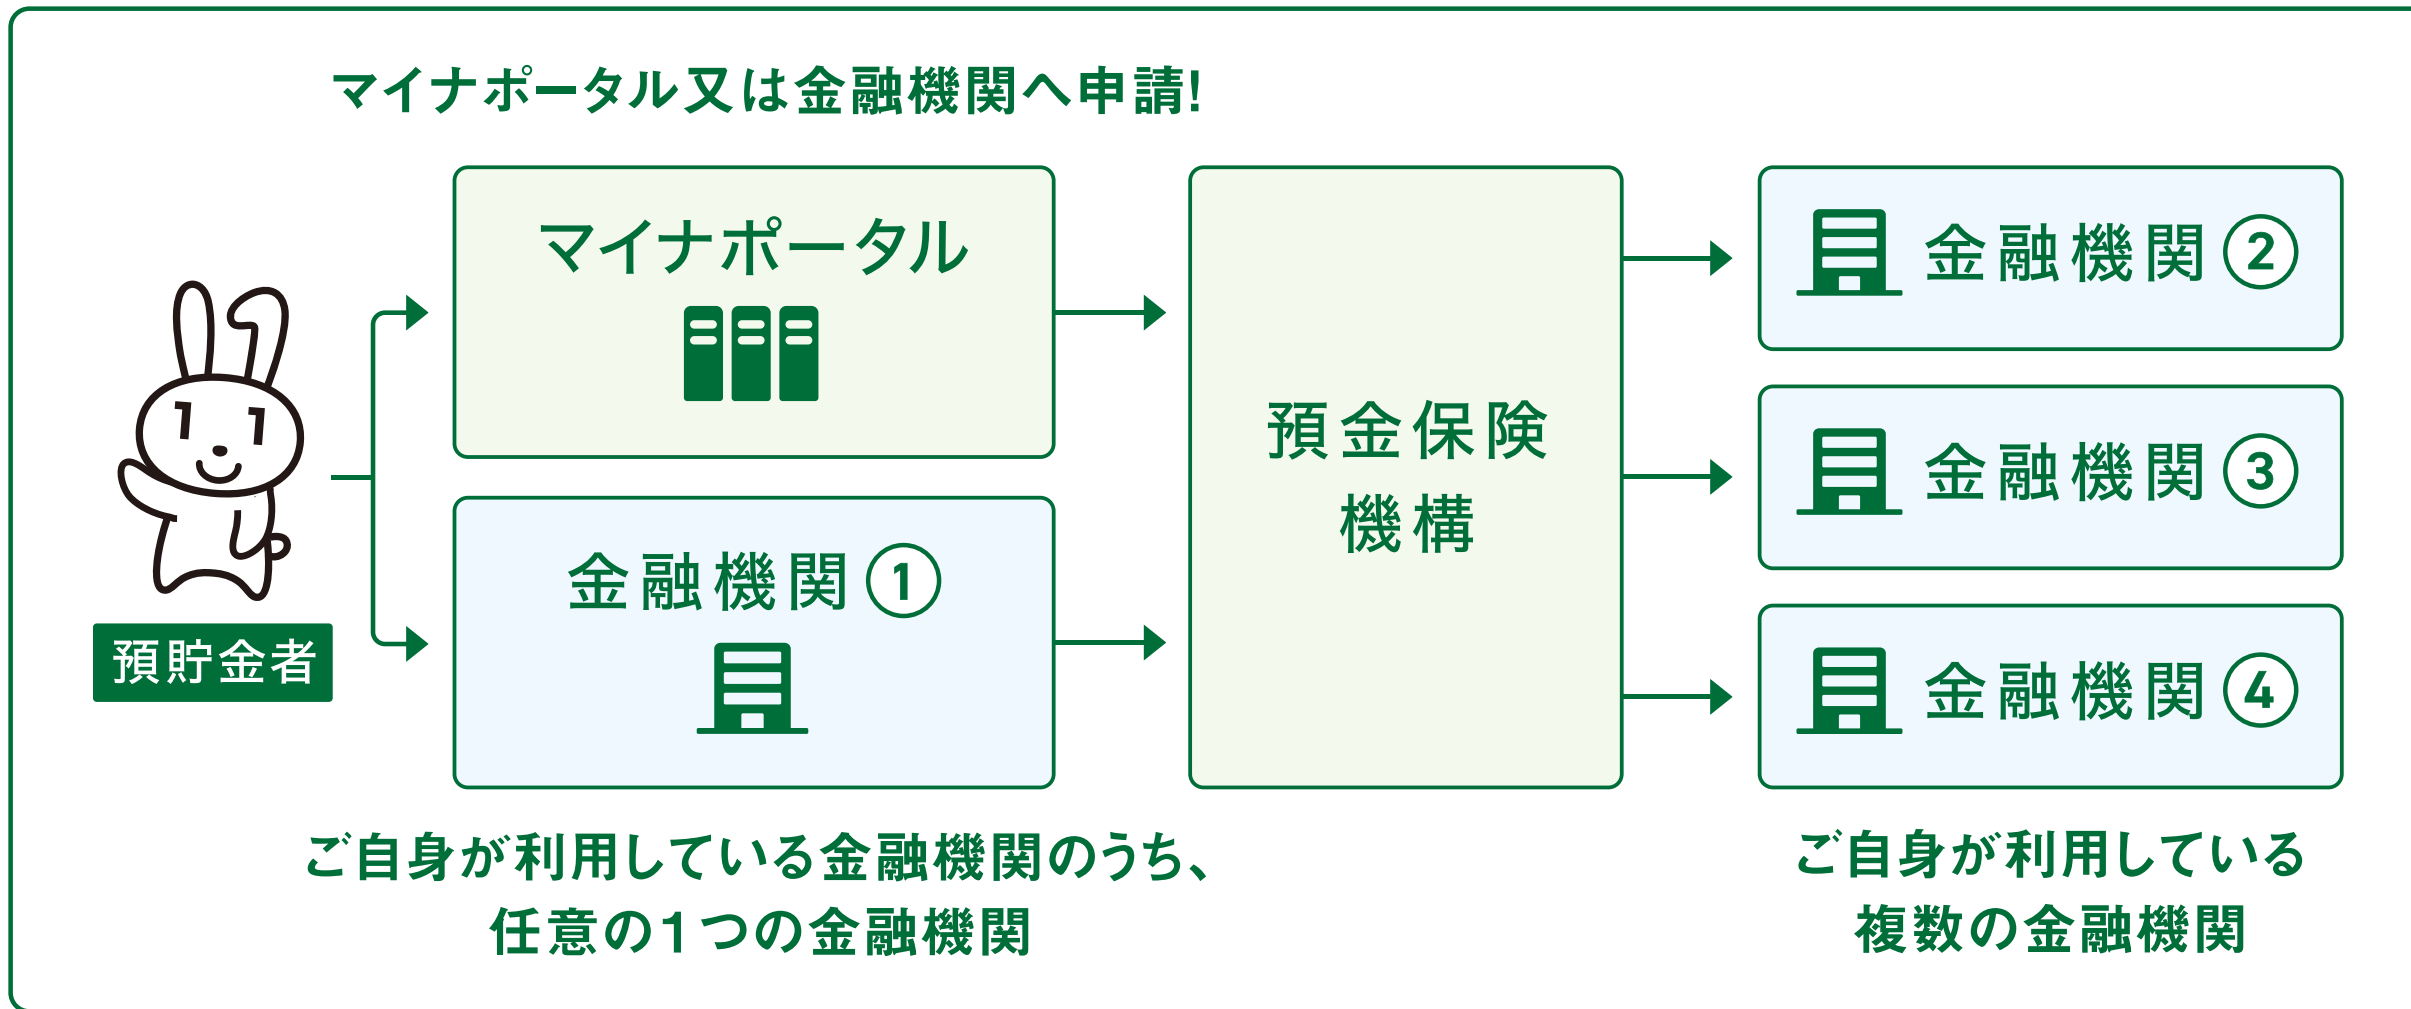 マイナポータル又は金融機関へ申請!
預貯金者
マイナポータル
金融機関①
ご自身が利用している金融機関のうち、
任意の1つの金融機関
預金保険
機構
金融機関②
金融機関③
金融機関④
ご自身が利用している
複数の金融機関